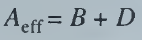 A_eff = B + D